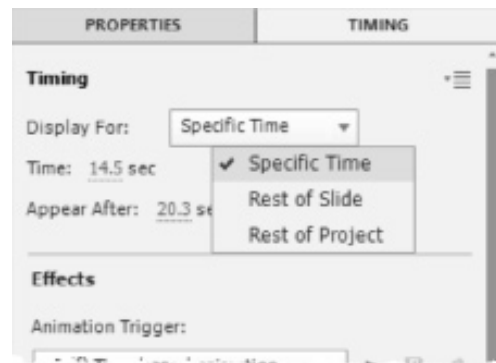 PROPERTIES TIMING
Timing
Display For: Specific Time
Time: 14.5 sec
✔ Specific Time
Appear After: 20.3 se
Rest of Slide
Rest of Project
Effects
Animation Trigger: